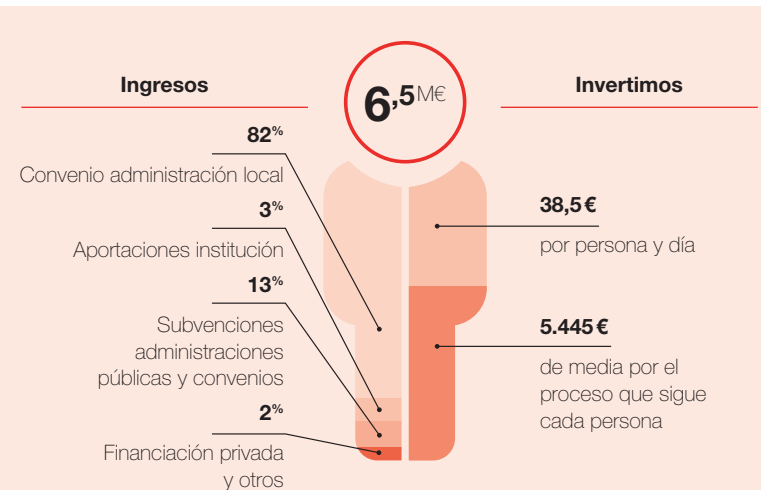 6,5M€
Ingresos
82%
Convenio administración local
3%
Aportaciones institución
13%
Subvenciones
administraciones
públicas y convenios
2%
Financiación privada
y otros
Invertimos
38,5€
por persona y día
5.445€
de media por el
proceso que sigue
cada persona